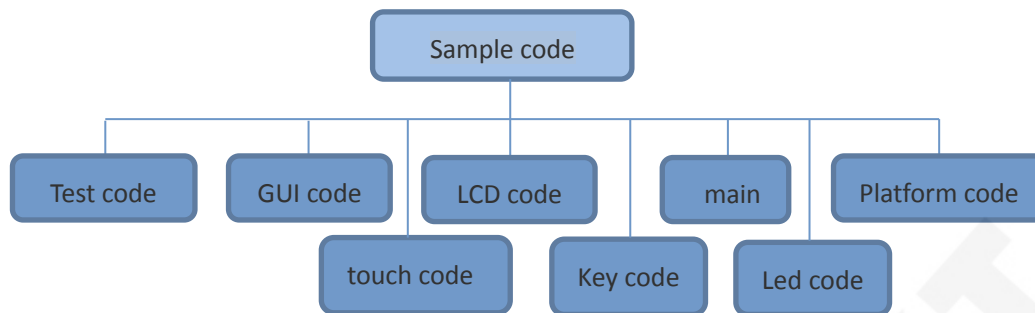 Sample code
Test code
GUI code
LCD code
main
Platform code
touch code
Key code
Led code